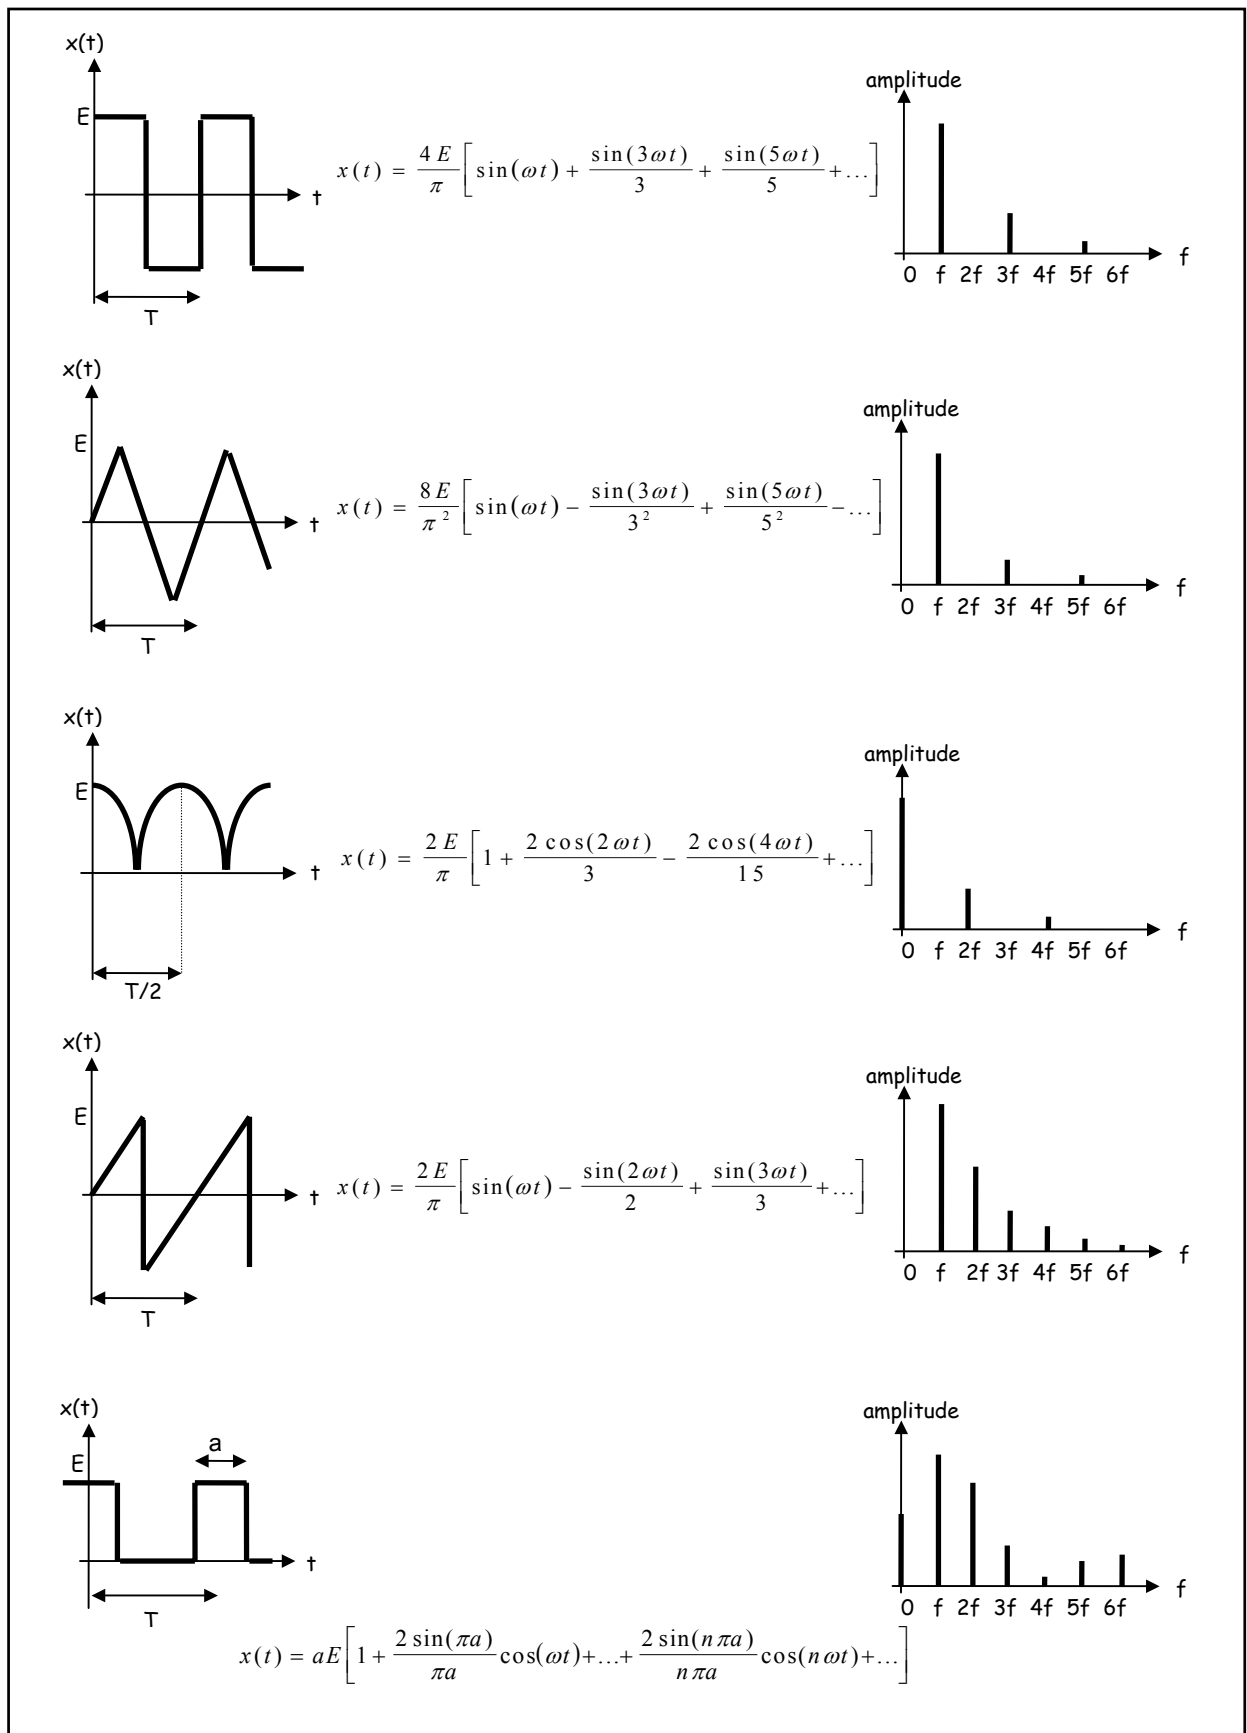 x(t)
E
t
T
x(t) = 4E/π [sin(ωt) + sin(3ωt)/3 + sin(5ωt)/5 +...]
amplitude
f
0 f 2f 3f 4f 5f 6f
x(t)
E
t
T
x(t) = 8E/π² [sin(ωt) − sin(3ωt)/3² + sin(5ωt)/5² −...]
amplitude
f
0 f 2f 3f 4f 5f 6f
x(t)
E
t
T/2
x(t) = 2E/π [1 + 2cos(2ωt)/3 − 2cos(4ωt)/15 +...]
amplitude
f
0 f 2f 3f 4f 5f 6f
x(t)
E
t
T
x(t) = 2E/π [sin(ωt) − sin(2ωt)/2 + sin(3ωt)/3 +...]
amplitude
f
0 f 2f 3f 4f 5f 6f
x(t)
a
E
t
T
amplitude
f
0 f 2f 3f 4f 5f 6f
x(t) = aE[1 + 2sin(πa)/πa cos(ωt)+...+ 2sin(nπa)/nπa cos(nωt)+...]